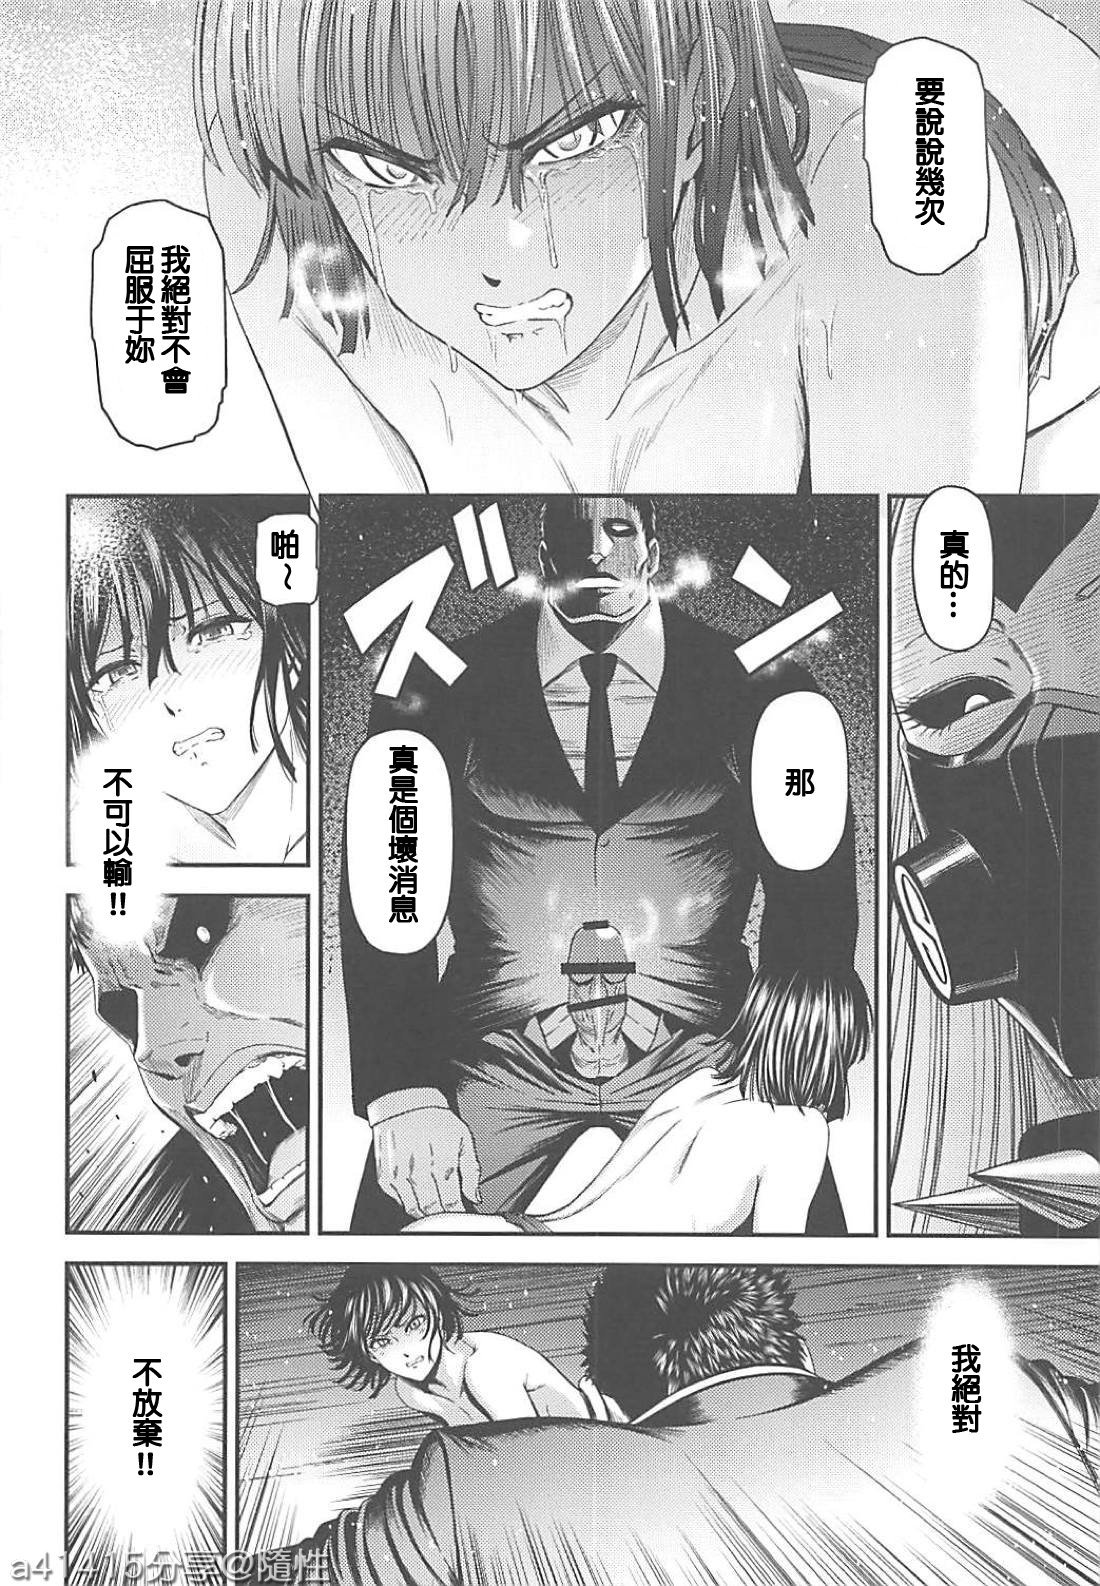 要說說幾次
我絕對不會
屈服于妳
真的…
那
ズン
真是個壞消息
啪~
不可以輸!!
我絕對
不放棄!!
a41415分享@隨性